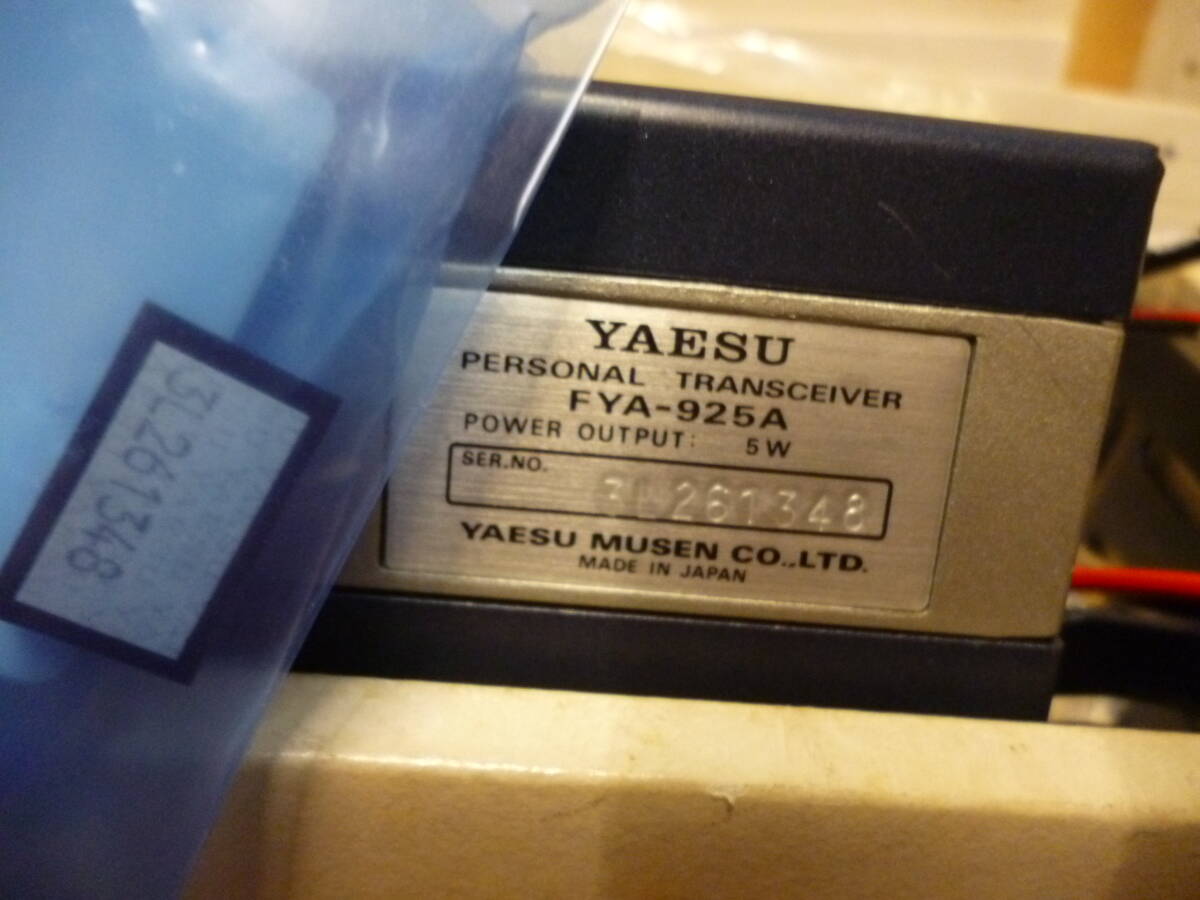 YAESU
PERSONAL TRANSCEIVER
FYA-925A
POWER OUTPUT: 5W
SER.NO.
3L261348
YAESU MUSEN CO.,LTD.
MADE IN JAPAN
3L261348